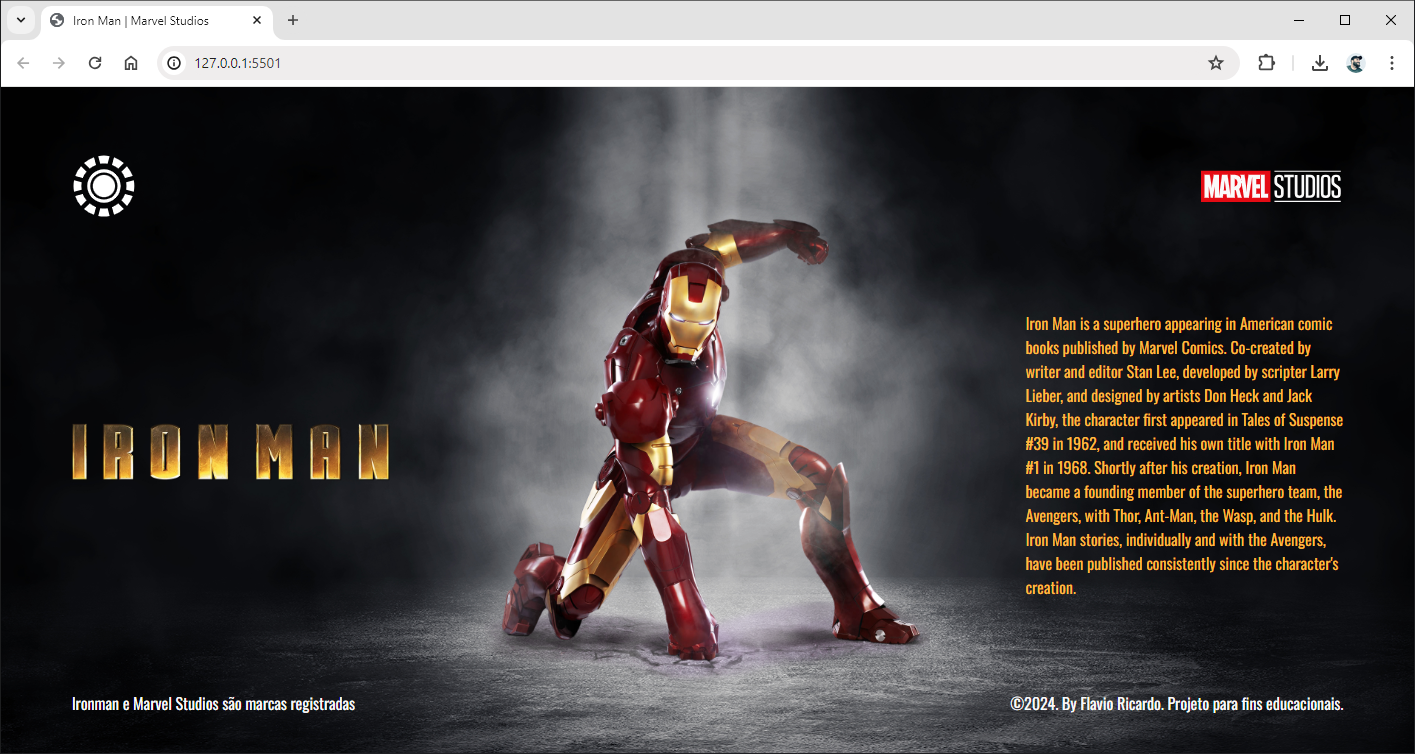 Iron Man | Marvel Studios
127.0.0.1:5501
MARVEL STUDIOS
Iron Man is a superhero appearing in American comic
books published by Marvel Comics. Co-created by
writer and editor Stan Lee, developed by scripter Larry
Lieber, and designed by artists Don Heck and Jack
Kirby, the character first appeared in Tales of Suspense
#39 in 1962, and received his own title with Iron Man
#1 in 1968. Shortly after his creation, Iron Man
became a founding member of the superhero team, the
Avengers, with Thor, Ant-Man, the Wasp, and the Hulk.
Iron Man stories, individually and with the Avengers,
have been published consistently since the character's
creation.
IRON MAN
Ironman e Marvel Studios são marcas registradas
©2024. By Flavio Ricardo. Projeto para fins educacionais.